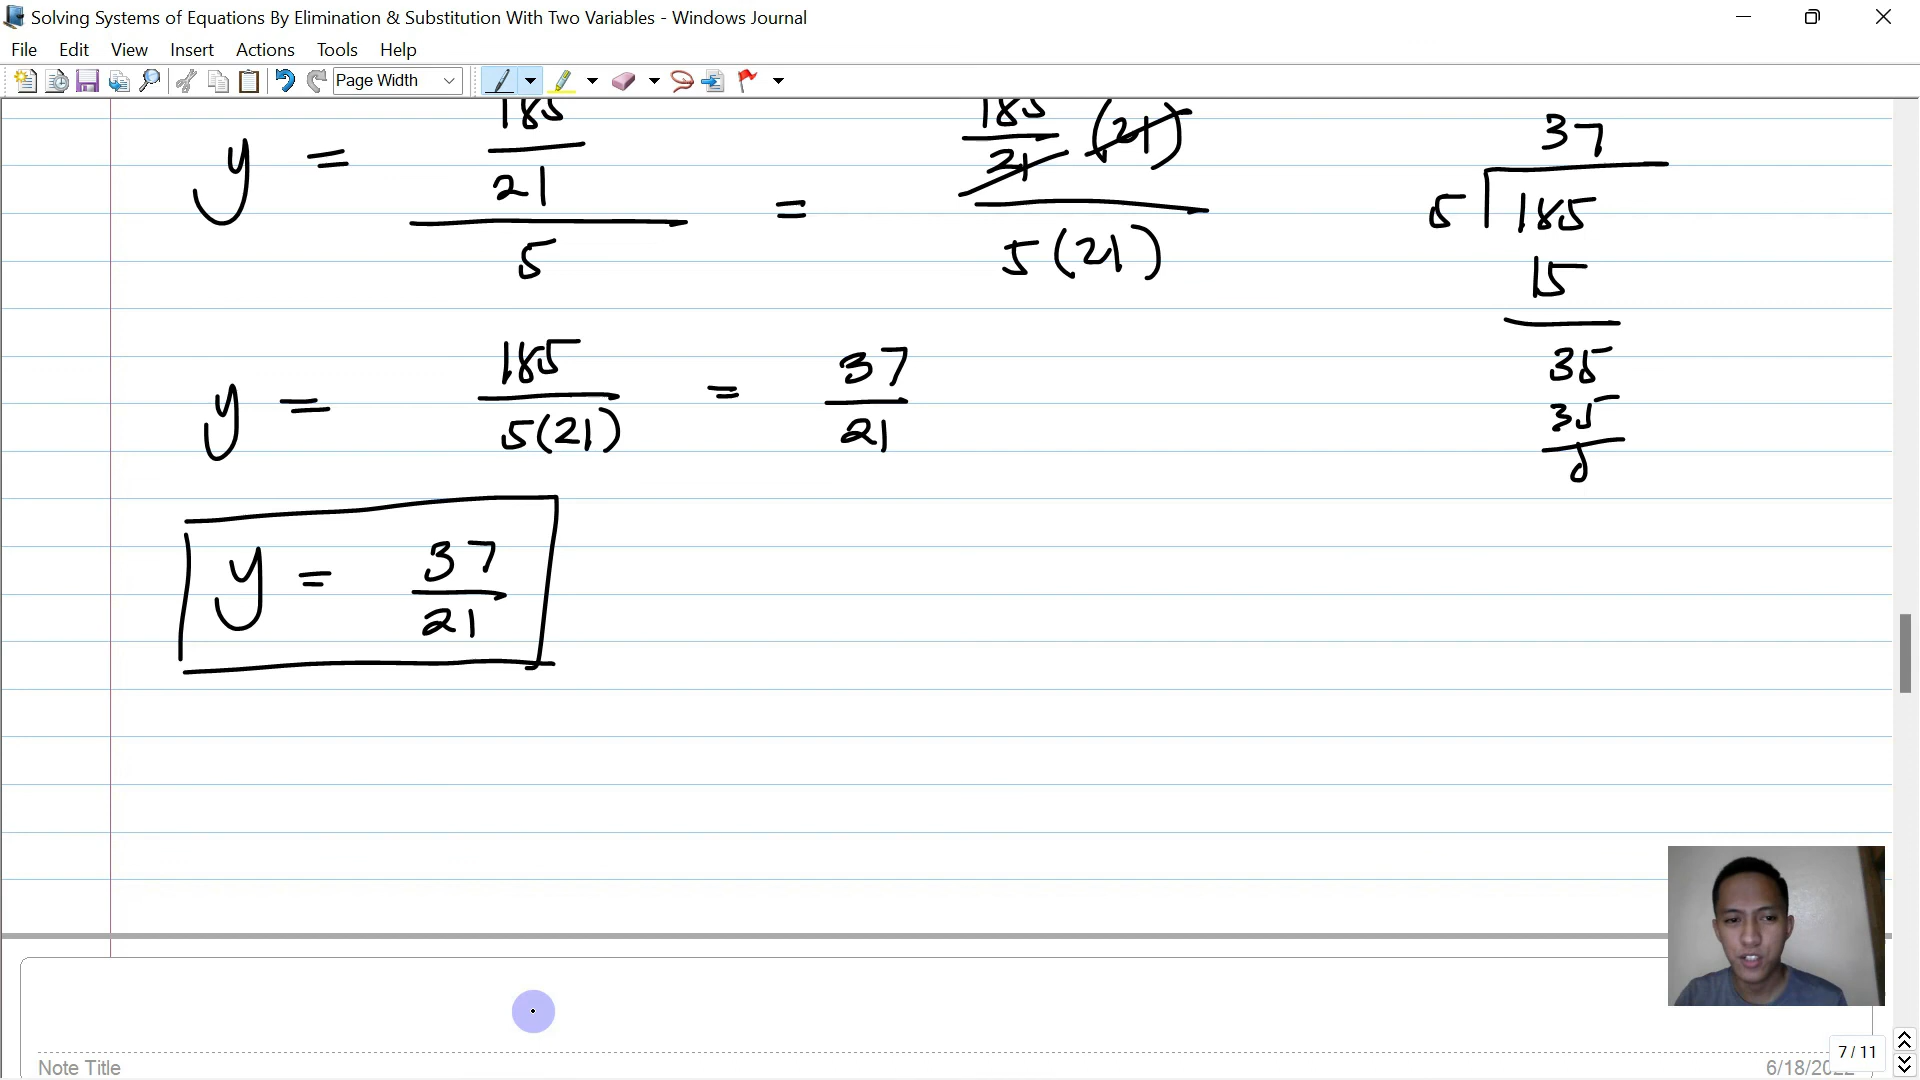 Solving Systems of Equations By Elimination & Substitution With Two Variables - Windows Journal
File Edit View Insert Actions Tools Help
Page Width
y = 185/21 / 5 = 185/21 (21) / 5(21)
37
5 185
15
35
35
0
y = 185 / 5(21) = 37/21
y = 37/21
Note Title
7 / 11